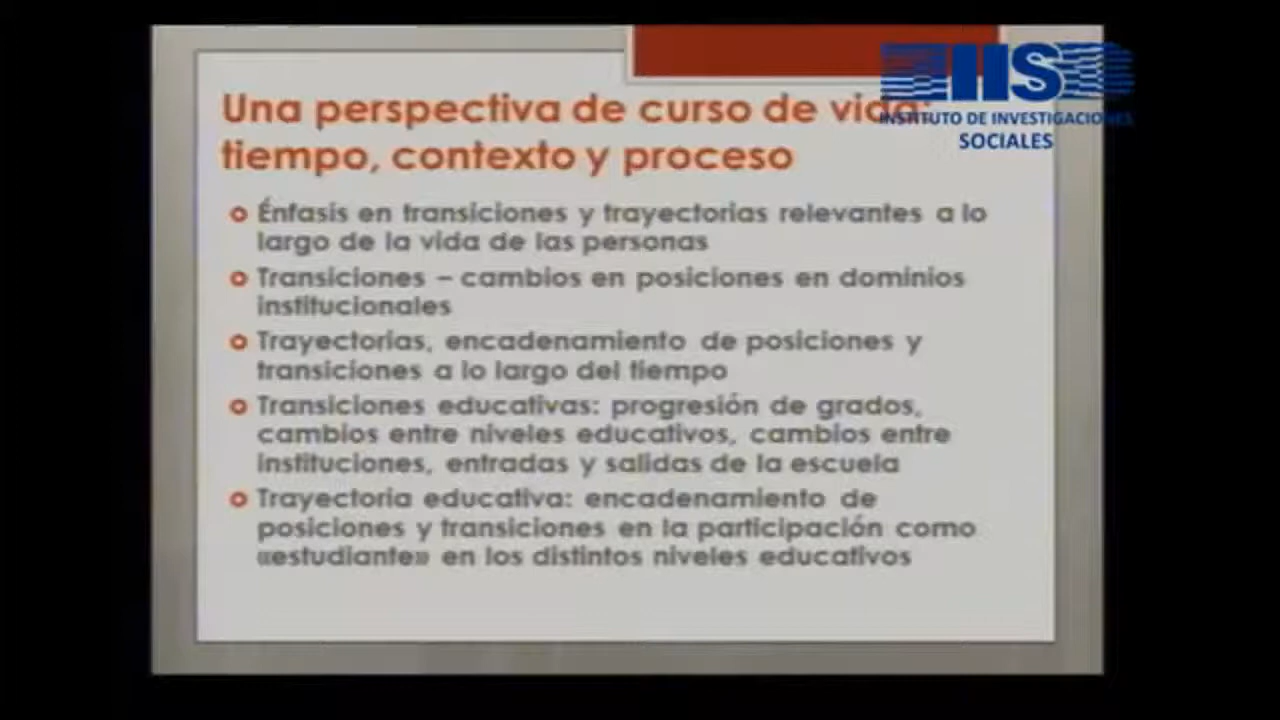 Una perspectiva de curso de vida:
tiempo, contexto y proceso
IIS
INSTITUTO DE INVESTIGACIONES
SOCIALES
Énfasis en transiciones y trayectorias relevantes a lo
largo de la vida de las personas
Transiciones – cambios en posiciones en dominios
institucionales
Trayectorias, encadenamiento de posiciones y
transiciones a lo largo del tiempo
Transiciones educativas: progresión de grados,
cambios entre niveles educativos, cambios entre
instituciones, entradas y salidas de la escuela
Trayectoria educativa: encadenamiento de
posiciones y transiciones en la participación como
«estudiante» en los distintos niveles educativos